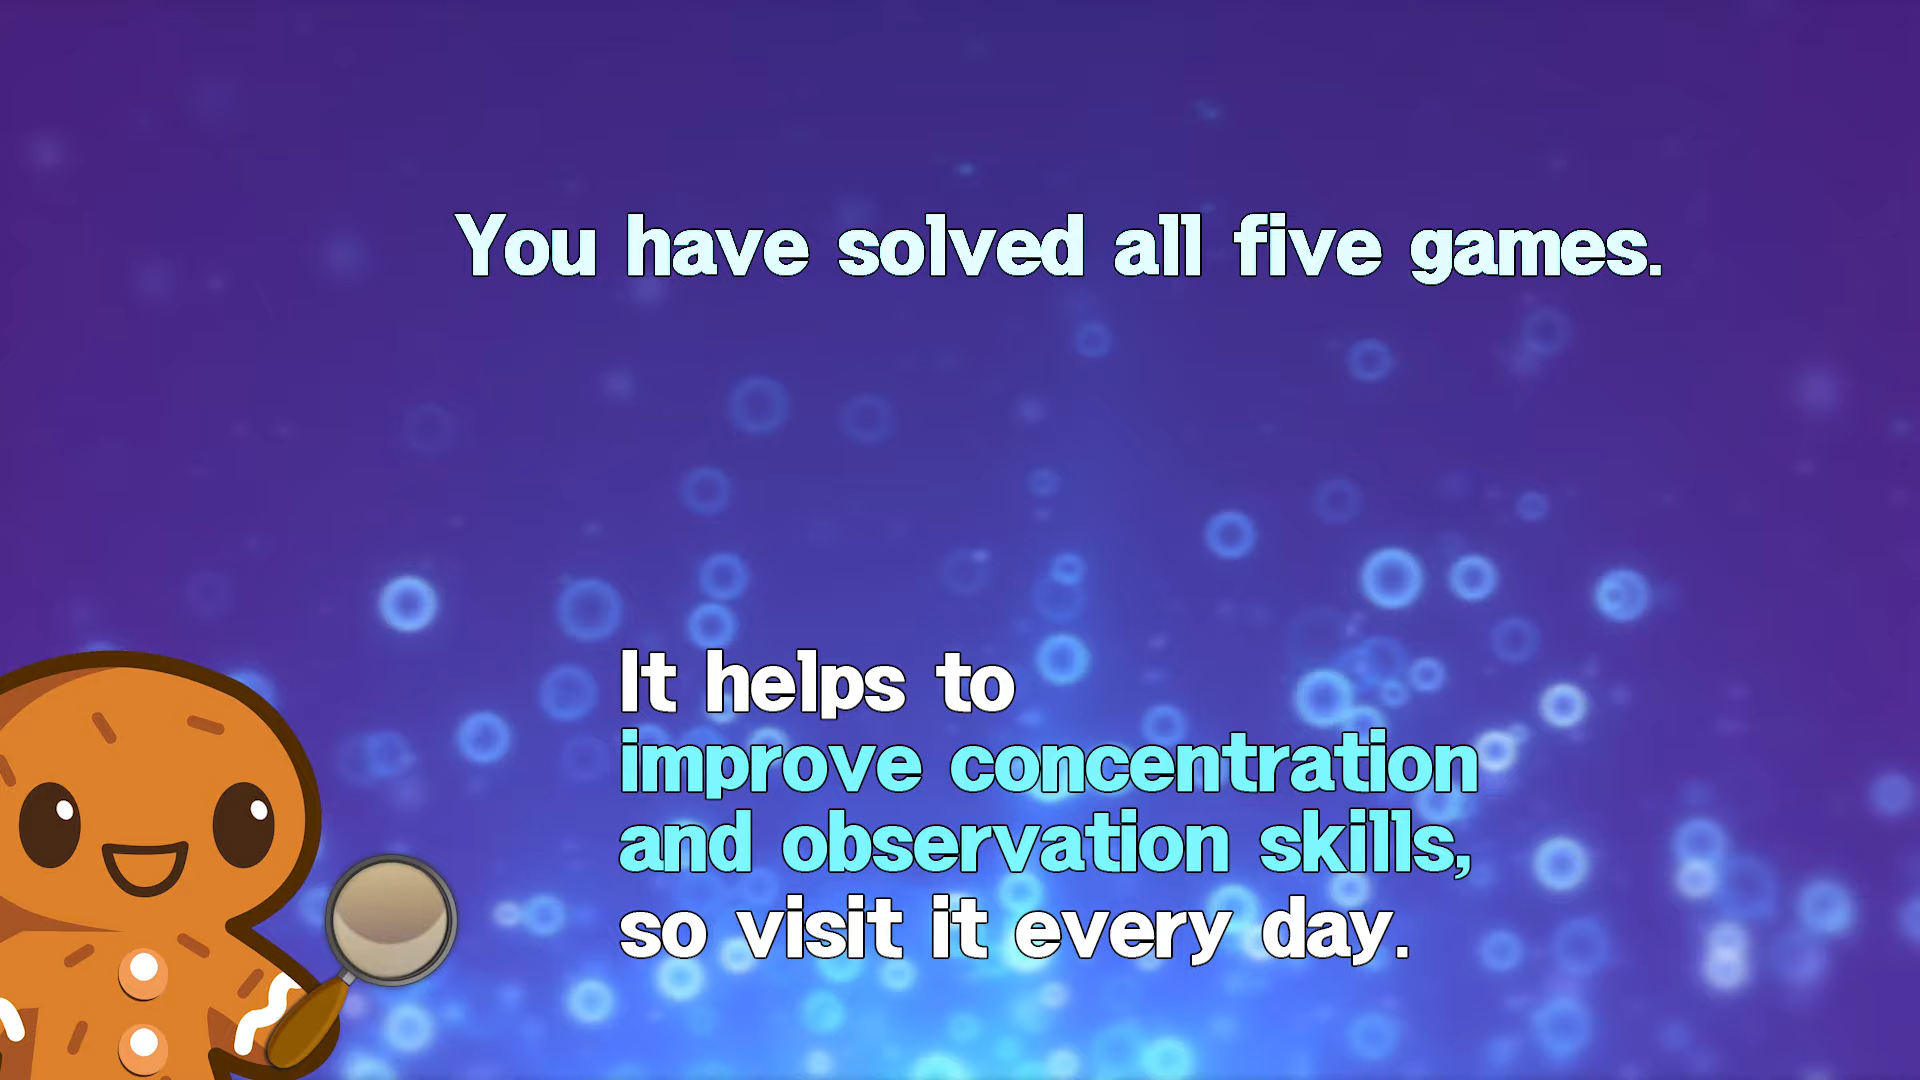 You have solved all five games.
It helps to
improve concentration
and observation skills,
so visit it every day.